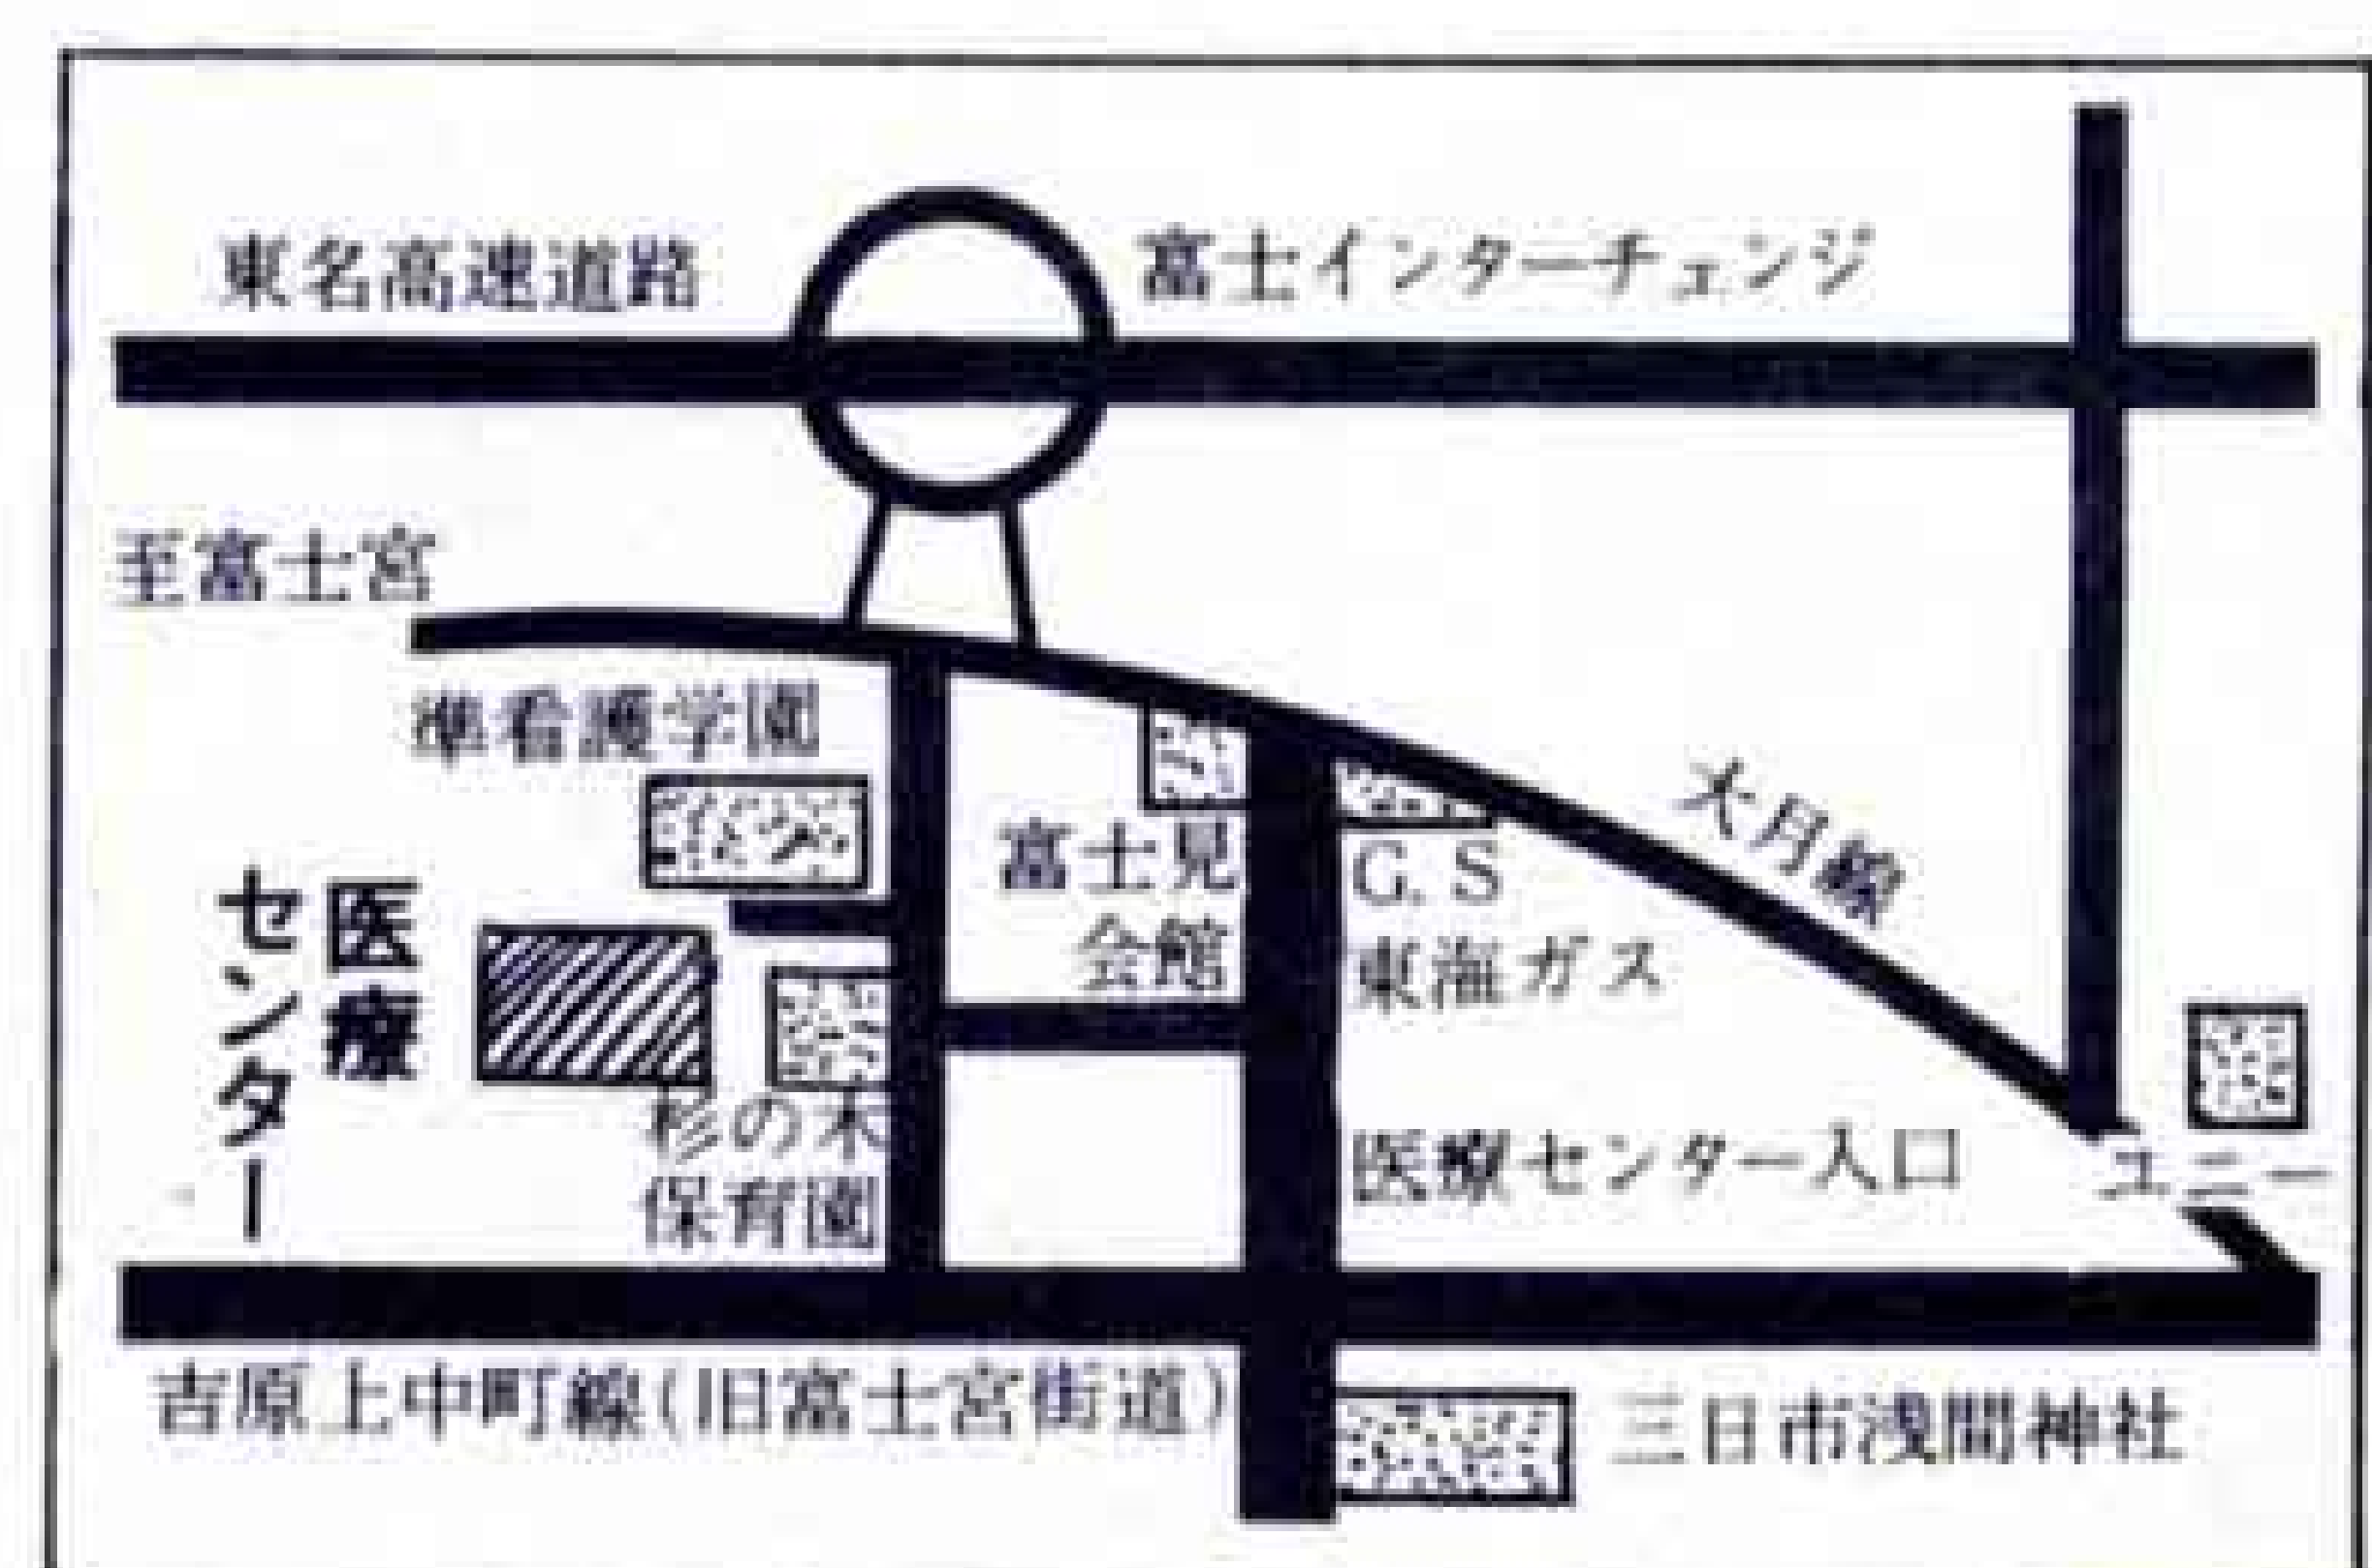 東名高速道路
富士インターチェンジ
至富士宮
準看護学園
大月線
富士見
会館
G.S
東海ガス
医療
センター
杉の木
保育園
医療センター入口
ユニー
吉原上中町線(旧富士宮街道)
三日市浅間神社